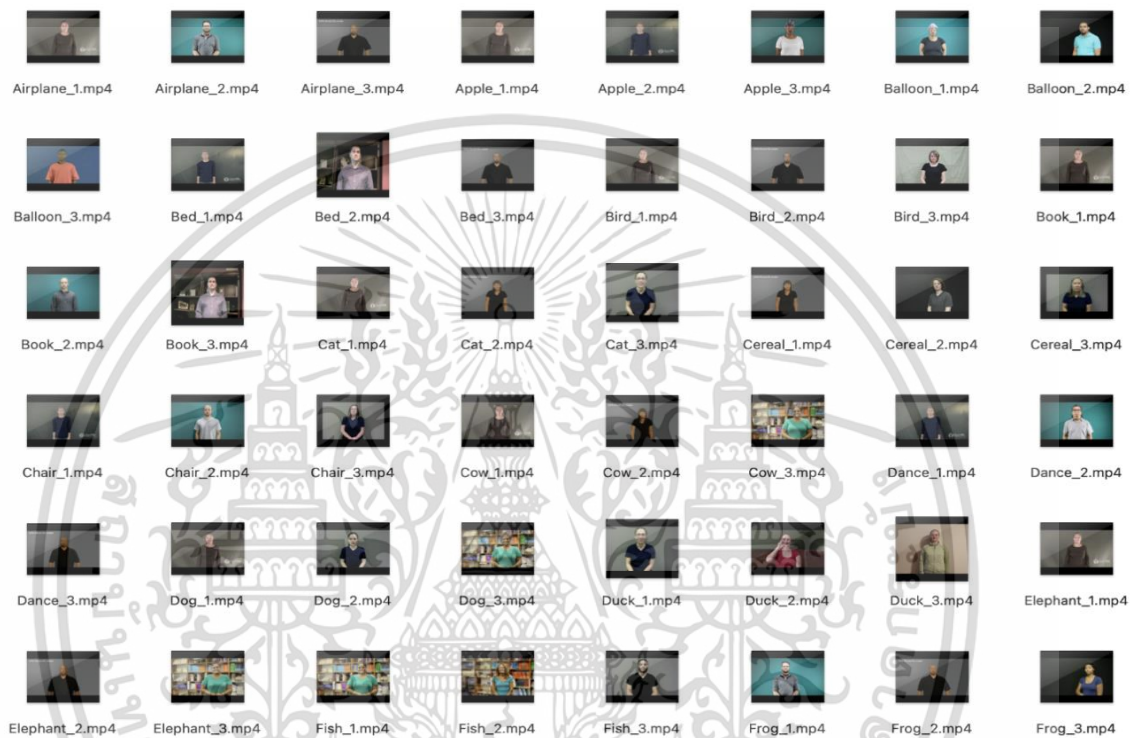 Airplane_1.mp4 Airplane_2.mp4 Airplane_3.mp4 Apple_1.mp4 Apple_2.mp4 Apple_3.mp4 Balloon_1.mp4 Balloon_2.mp4
Balloon_3.mp4 Bed_1.mp4 Bed_2.mp4 Bed_3.mp4 Bird_1.mp4 Bird_2.mp4 Bird_3.mp4 Book_1.mp4
Book_2.mp4 Book_3.mp4 Cat_1.mp4 Cat_2.mp4 Cat_3.mp4 Cereal_1.mp4 Cereal_2.mp4 Cereal_3.mp4
Chair_1.mp4 Chair_2.mp4 Chair_3.mp4 Cow_1.mp4 Cow_2.mp4 Cow_3.mp4 Dance_1.mp4 Dance_2.mp4
Dance_3.mp4 Dog_1.mp4 Dog_2.mp4 Dog_3.mp4 Duck_1.mp4 Duck_2.mp4 Duck_3.mp4 Elephant_1.mp4
Elephant_2.mp4 Elephant_3.mp4 Fish_1.mp4 Fish_2.mp4 Fish_3.mp4 Frog_1.mp4 Frog_2.mp4 Frog_3.mp4